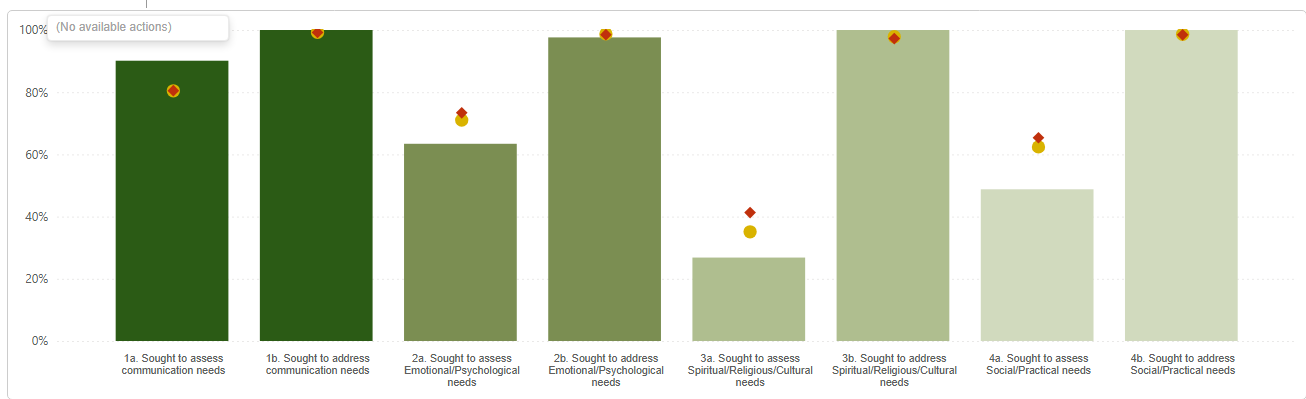 (No available actions)
100%
80%
60%
40%
20%
0%
1a. Sought to assess
communication needs
1b. Sought to address
communication needs
2a. Sought to assess
Emotional/Psychological
needs
2b. Sought to address
Emotional/Psychological
needs
3a. Sought to assess
Spiritual/Religious/Cultural
needs
3b. Sought to address
Spiritual/Religious/Cultural
needs
4a. Sought to assess
Social/Practical needs
4b. Sought to address
Social/Practical needs